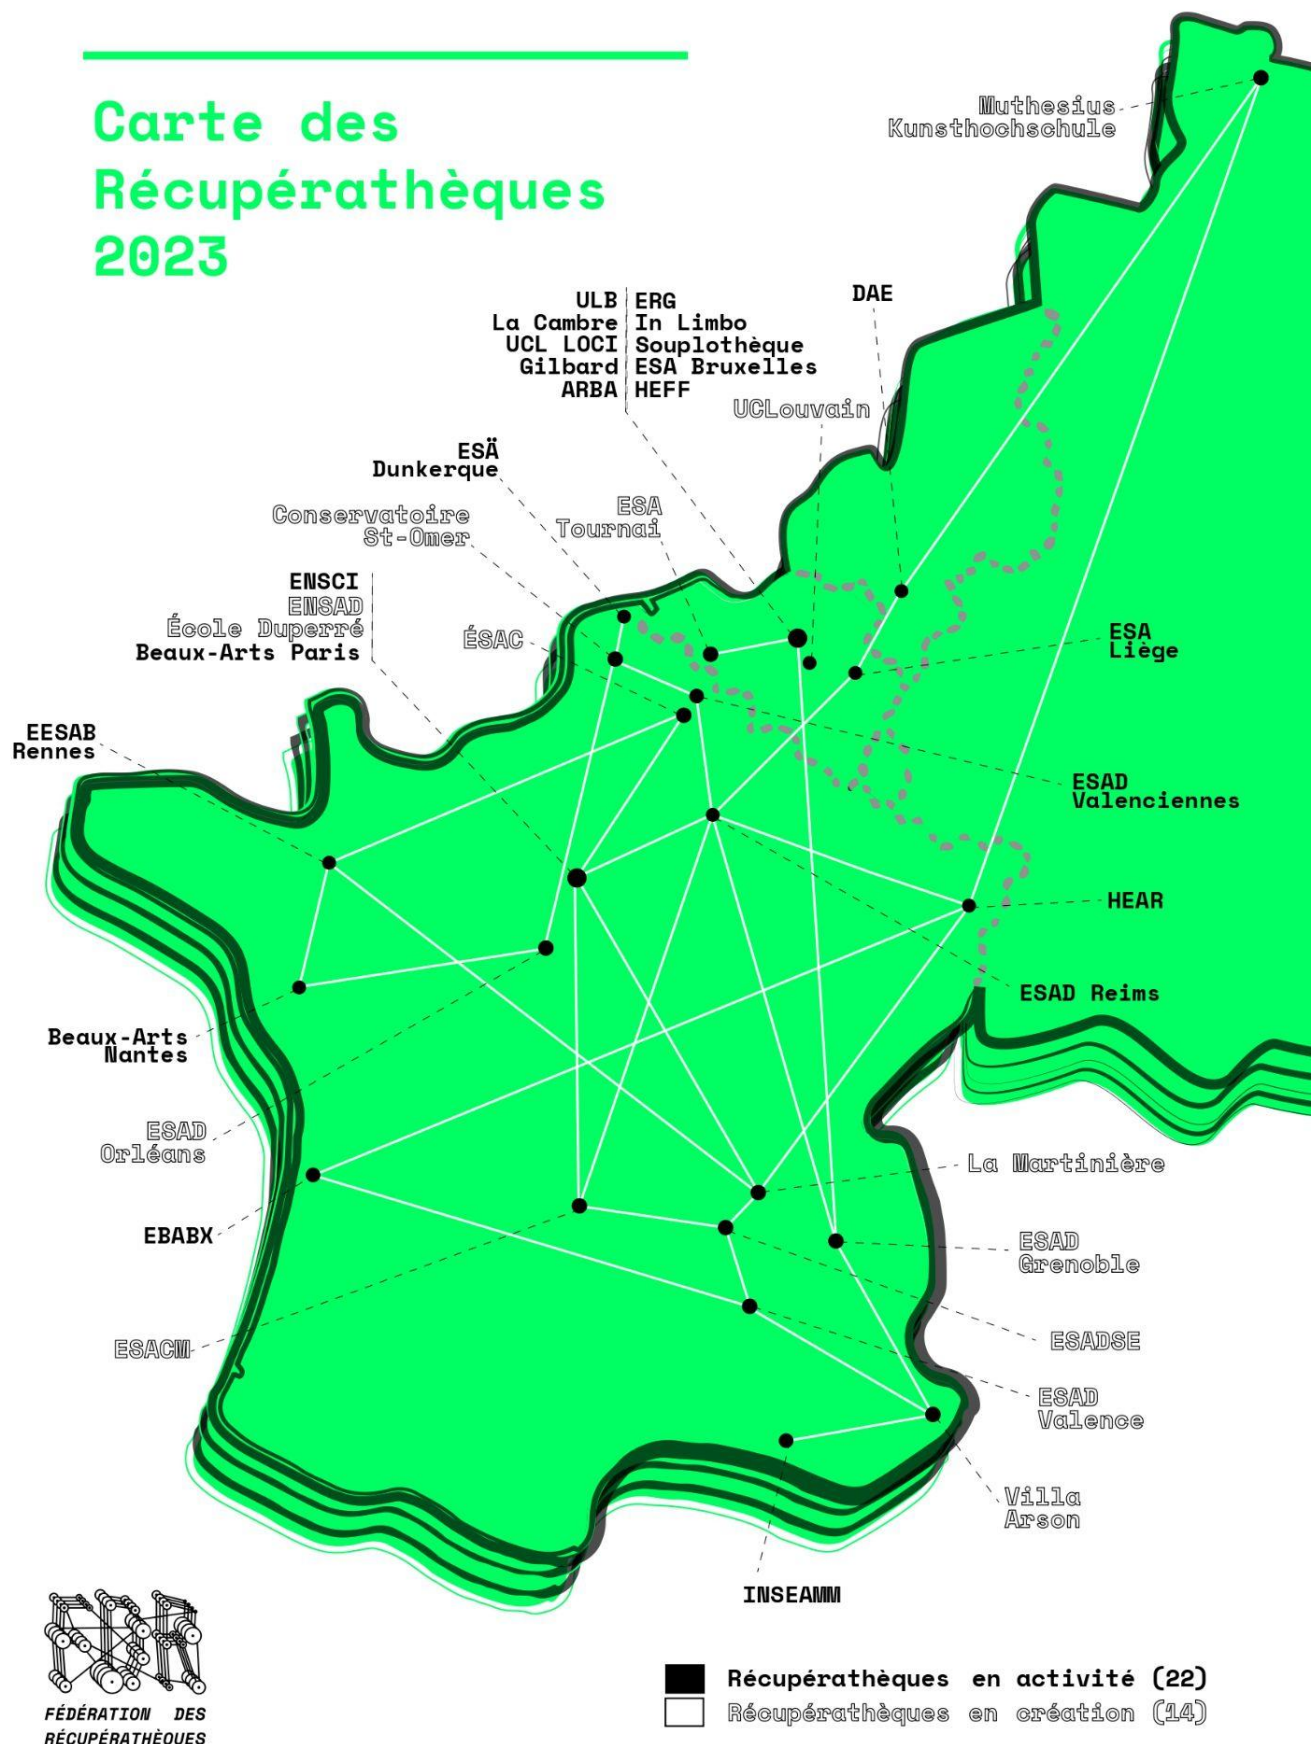 Carte des
Récupérathèques
2023
Muthesius
Kunsthochschule
DAE
ULB
La Cambre
UCL LOCI
Gilbard
ARBA
ERG
In Limbo
Souplothèque
ESA Bruxelles
HEFF
UCLouvain
ESÄ
Dunkerque
Conservatoire
St-Omer
ESA
Tournai
ENSCI
ENSAD
École Duperré
Beaux-Arts Paris
ÉSAC
ESA
Liège
EESAB
Rennes
ESAD
Valenciennes
HEAR
ESAD Reims
Beaux-Arts
Nantes
ESAD
Orléans
La Martinière
EBABX
ESAD
Grenoble
ESACM
ESADSE
ESAD
Valence
Villa
Arson
INSEAMM
Récupérathèques en activité (22)
Récupérathèques en création (14)
FÉDÉRATION DES
RÉCUPÉRATHÈQUES